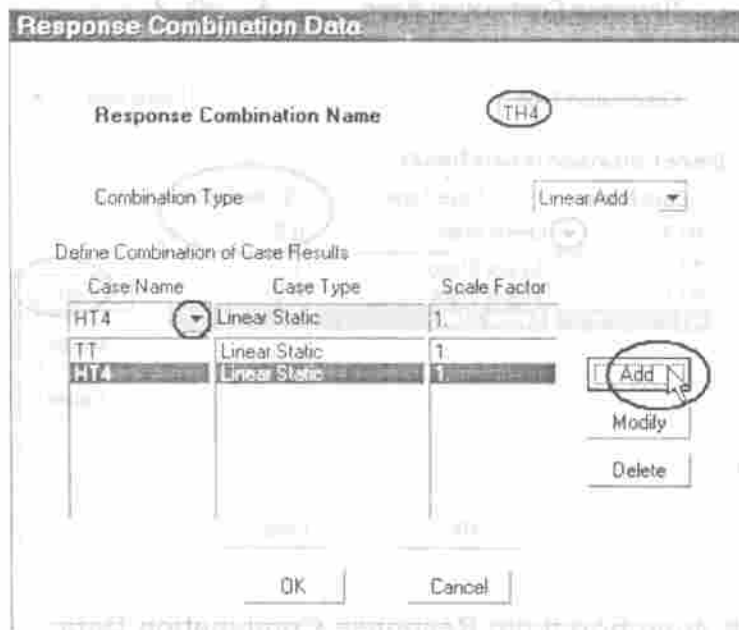 Response Combination Data
Response Combination Name TH4
Combination Type Linear Add
Define Combination of Case Results
Case Name Case Type Scale Factor
HT4 Linear Static 1.
TT Linear Static 1.
HT4 Linear Static 1.
Add
Modify
Delete
OK Cancel